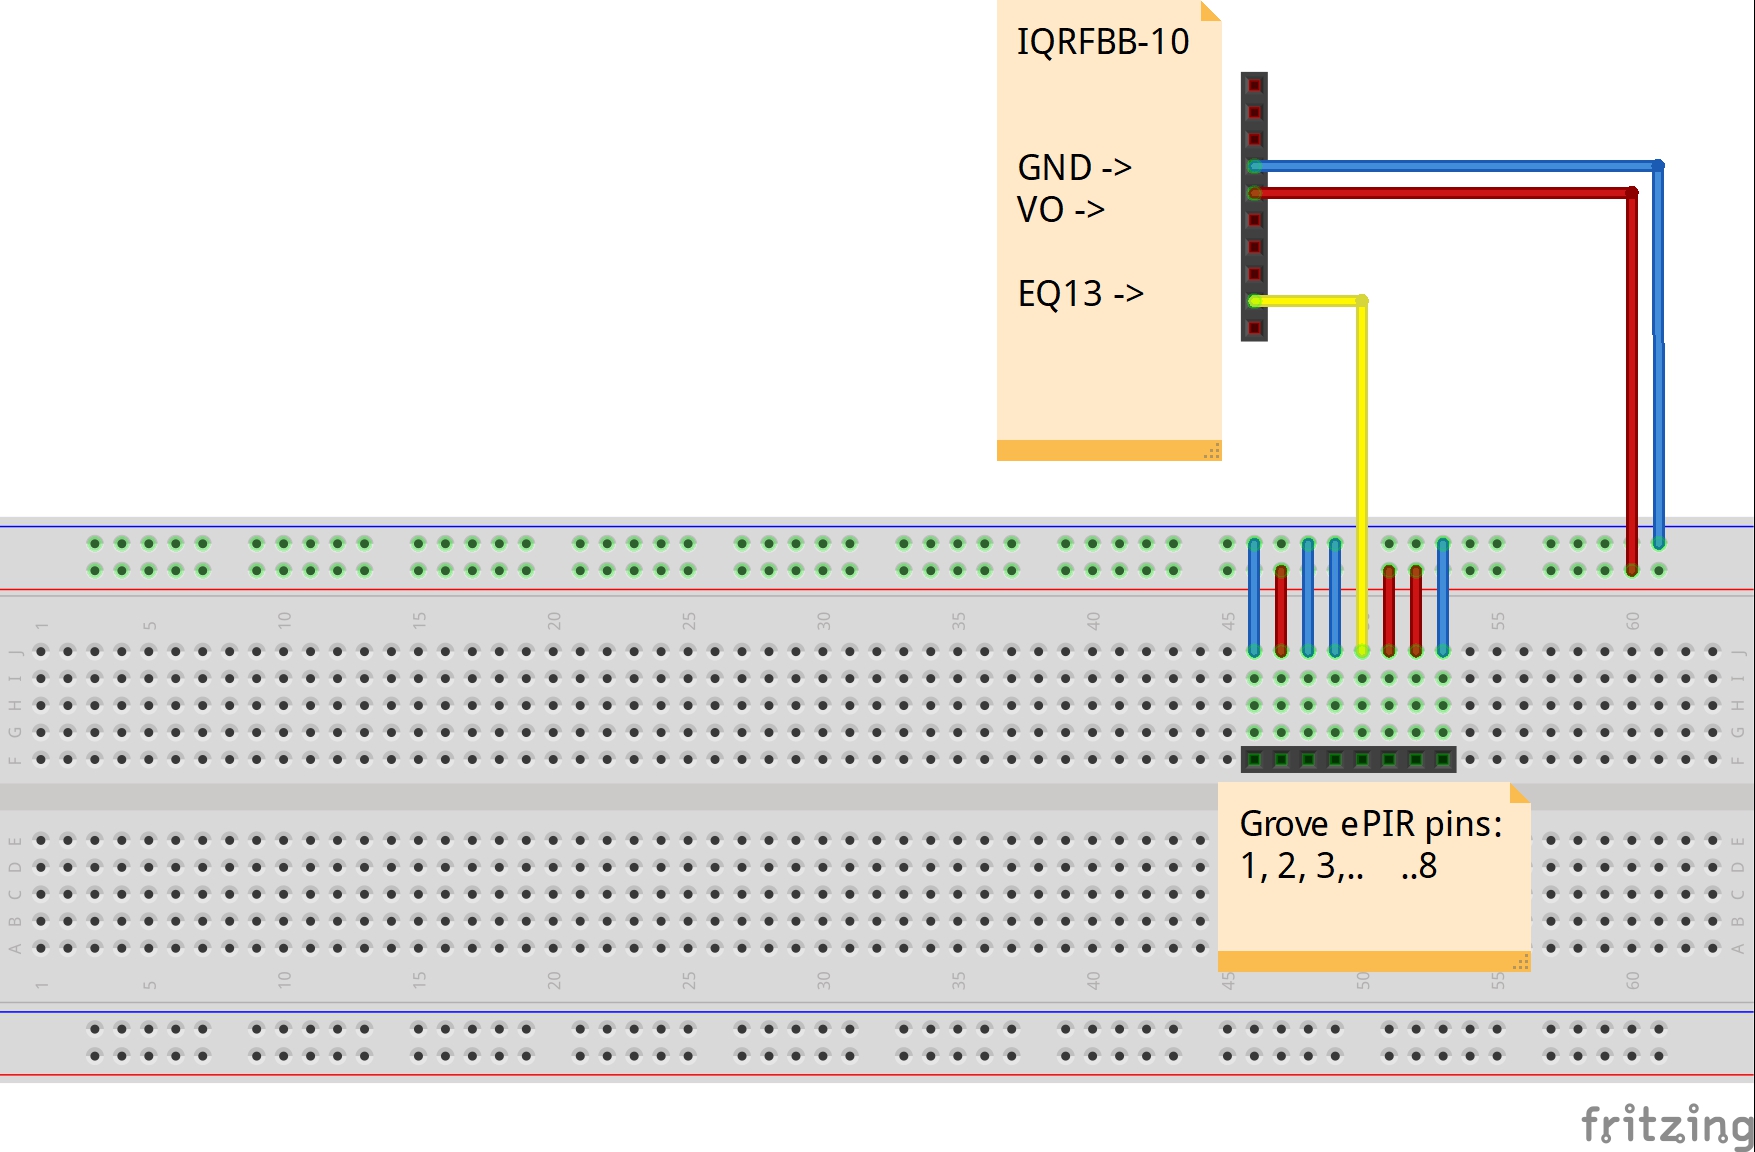 IQRFBB-10
GND ->
VO ->
EQ13 ->
1 5 10 15 20 25 30 35 40 45 55 60
J J
I I
H H
G G
F F
Grove ePIR pins:
1, 2, 3,.. ..8
E E
D D
C C
B B
A A
1 5 10 15 20 25 30 35 40 45 50 55 60
fritzing